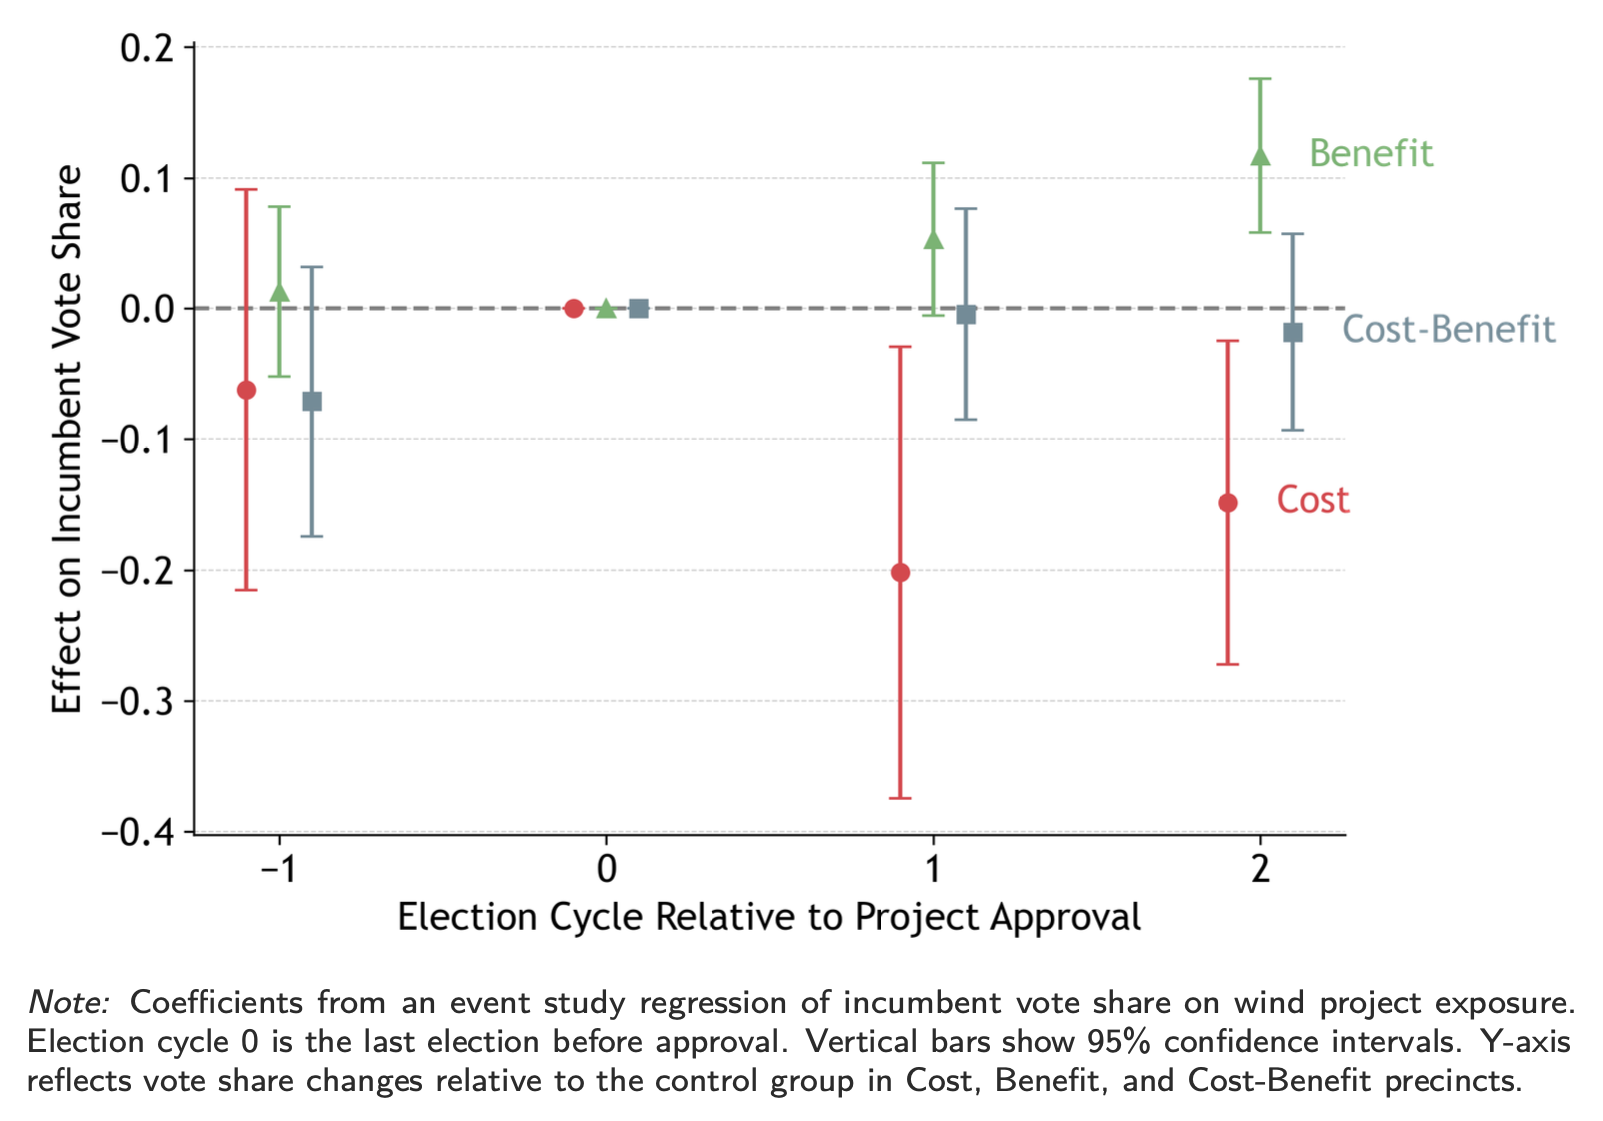 0.2
0.1
0.0
−0.1
−0.2
−0.3
−0.4
Effect on Incumbent Vote Share
Benefit
Cost-Benefit
Cost
−1
0
1
2
Election Cycle Relative to Project Approval
Note: Coefficients from an event study regression of incumbent vote share on wind project exposure.
Election cycle 0 is the last election before approval. Vertical bars show 95% confidence intervals. Y-axis
reflects vote share changes relative to the control group in Cost, Benefit, and Cost-Benefit precincts.